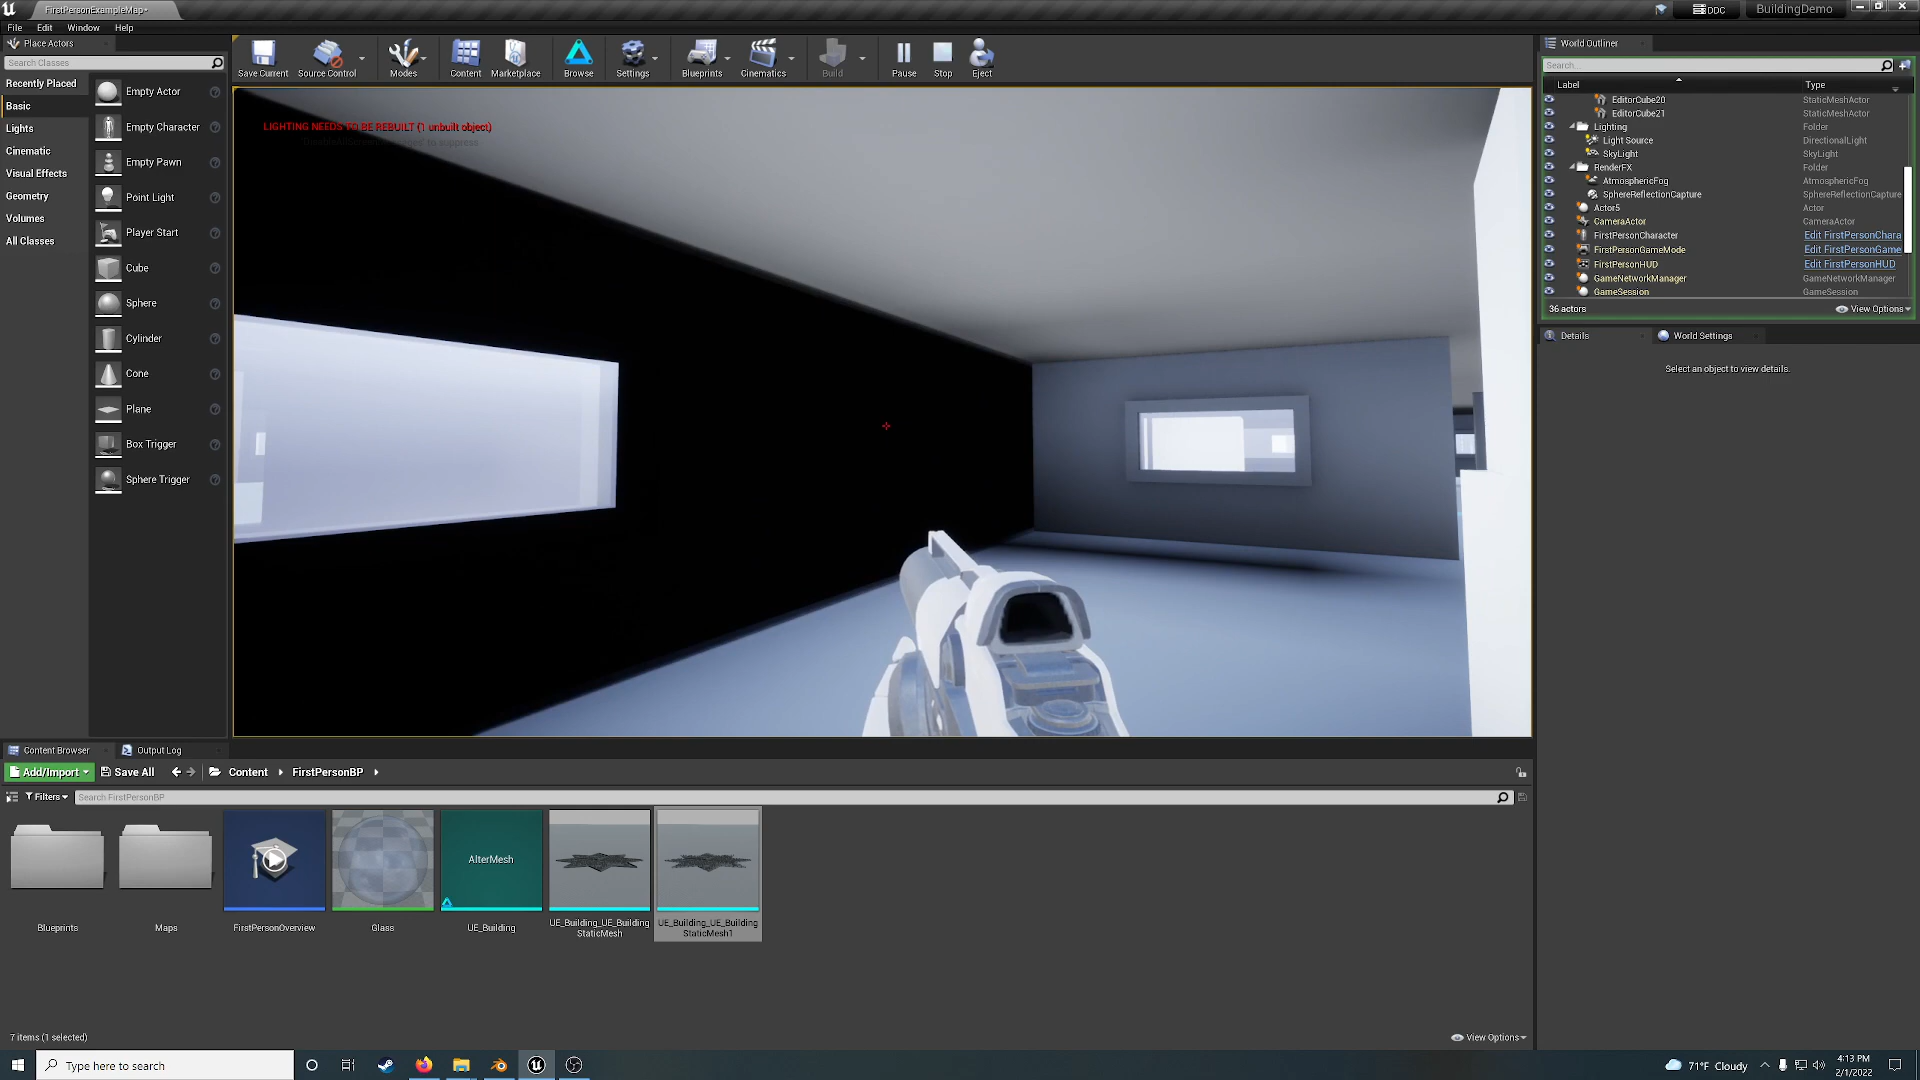 FirstPersonExampleMap*
DDC
BuildingDemo
File Edit Window Help
Place Actors
Search Classes
Recently Placed
Basic
Lights
Cinematic
Visual Effects
Geometry
Volumes
All Classes
Empty Actor
Empty Character
Empty Pawn
Point Light
Player Start
Cube
Sphere
Cylinder
Cone
Plane
Box Trigger
Sphere Trigger
Save Current
Source Control
Modes
Content
Marketplace
Browse
Settings
Blueprints
Cinematics
Build
Pause
Stop
Eject
LIGHTING NEEDS TO BE REBUILT (1 unbuilt object)
to suppress
World Outliner
Search...
Label Type
EditorCube20 StaticMeshActor
EditorCube21 StaticMeshActor
Lighting Folder
Light Source DirectionalLight
SkyLight SkyLight
RenderFX Folder
AtmosphericFog AtmosphericFog
SphereReflectionCapture SphereReflectionCapture
Actor5 Actor
CameraActor CameraActor
FirstPersonCharacter Edit FirstPersonChara
FirstPersonGameMode Edit FirstPersonGame
FirstPersonHUD Edit FirstPersonHUD
GameNetworkManager GameNetworkManager
GameSession GameSession
36 actors View Options
Details World Settings
Select an object to view details.
Content Browser Output Log
Add/Import Save All Content FirstPersonBP
Filters Search FirstPersonBP
Blueprints
Maps
FirstPersonOverview
Glass
AlterMesh
UE_Building
UE_Building_UE_Building
StaticMesh
UE_Building_UE_Building
StaticMesh1
7 items (1 selected) View Options
Type here to search
71°F Cloudy
4:13 PM
2/1/2022